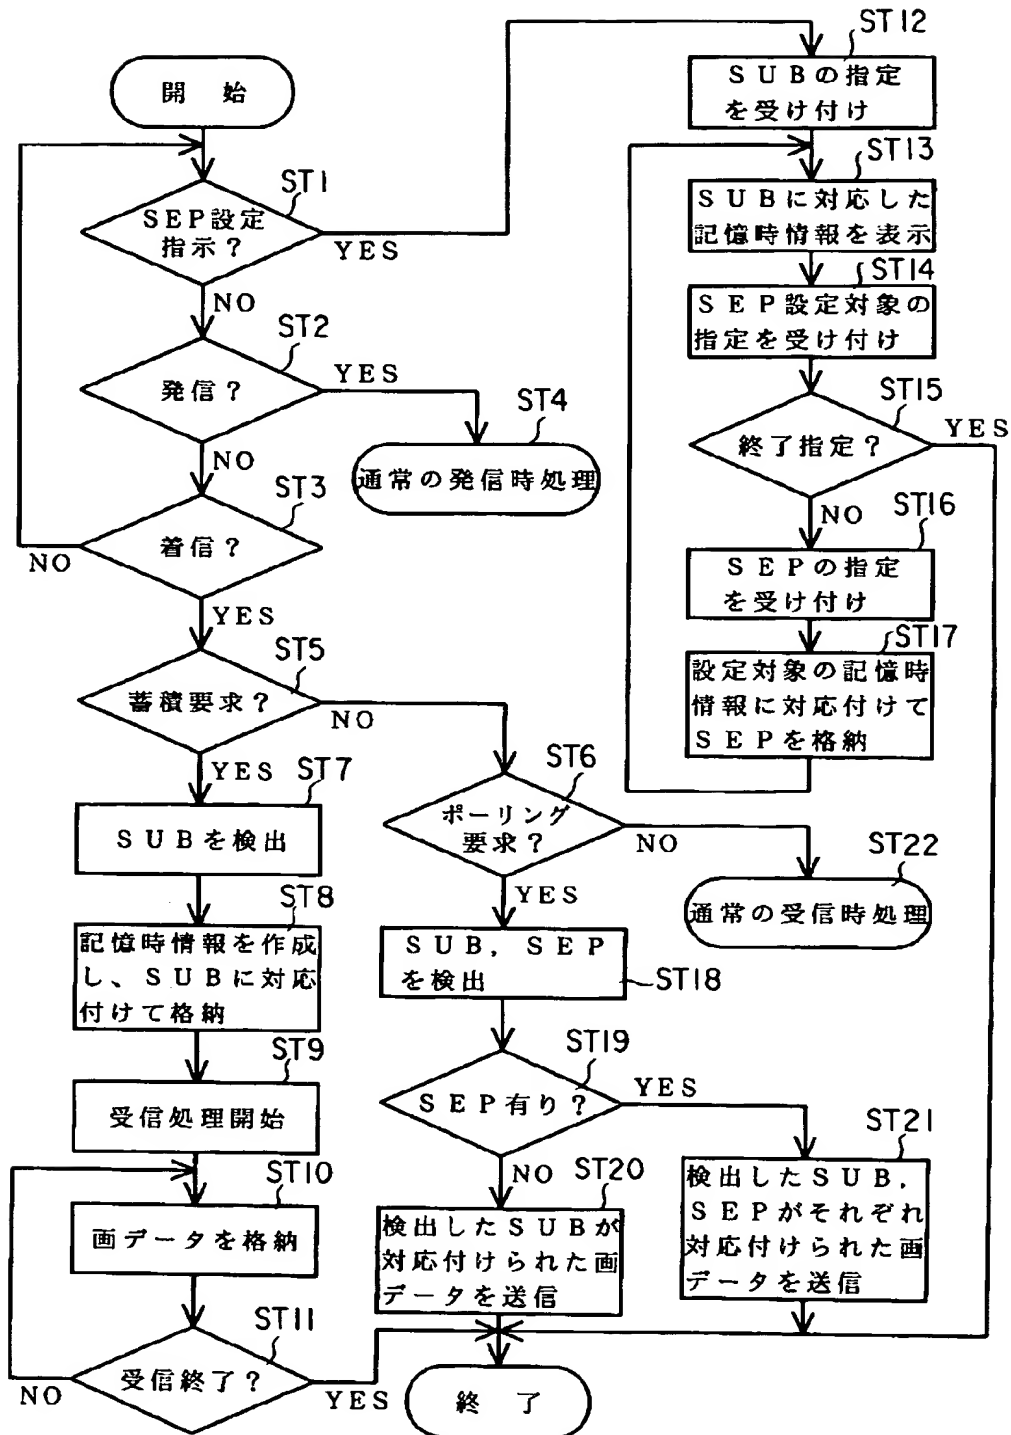 開 始
ST1
SEP設定
指示？
YES
NO
ST2
発信？
YES
NO
ST4
通常の発信時処理
ST3
着信？
NO
YES
ST5
蓄積要求？
NO
YES
ST7
SUBを検出
ST8
記憶時情報を作成
し、SUBに対応
付けて格納
ST9
受信処理開始
ST10
画データを格納
ST11
受信終了？
NO
YES
ST6
ポーリング
要求？
NO
YES
ST22
通常の受信時処理
SUB，SEP
を検出
ST18
ST19
SEP有り？
YES
NO
ST20
検出したSUBが
対応付けられた画
データを送信
ST21
検出したSUB，
SEPがそれぞれ
対応付けられた画
データを送信
終 了
ST12
SUBの指定
を受け付け
ST13
SUBに対応した
記憶時情報を表示
ST14
SEP設定対象の
指定を受け付け
ST15
終了指定？
YES
NO
ST16
SEPの指定
を受け付け
ST17
設定対象の記憶時
情報に対応付けて
SEPを格納